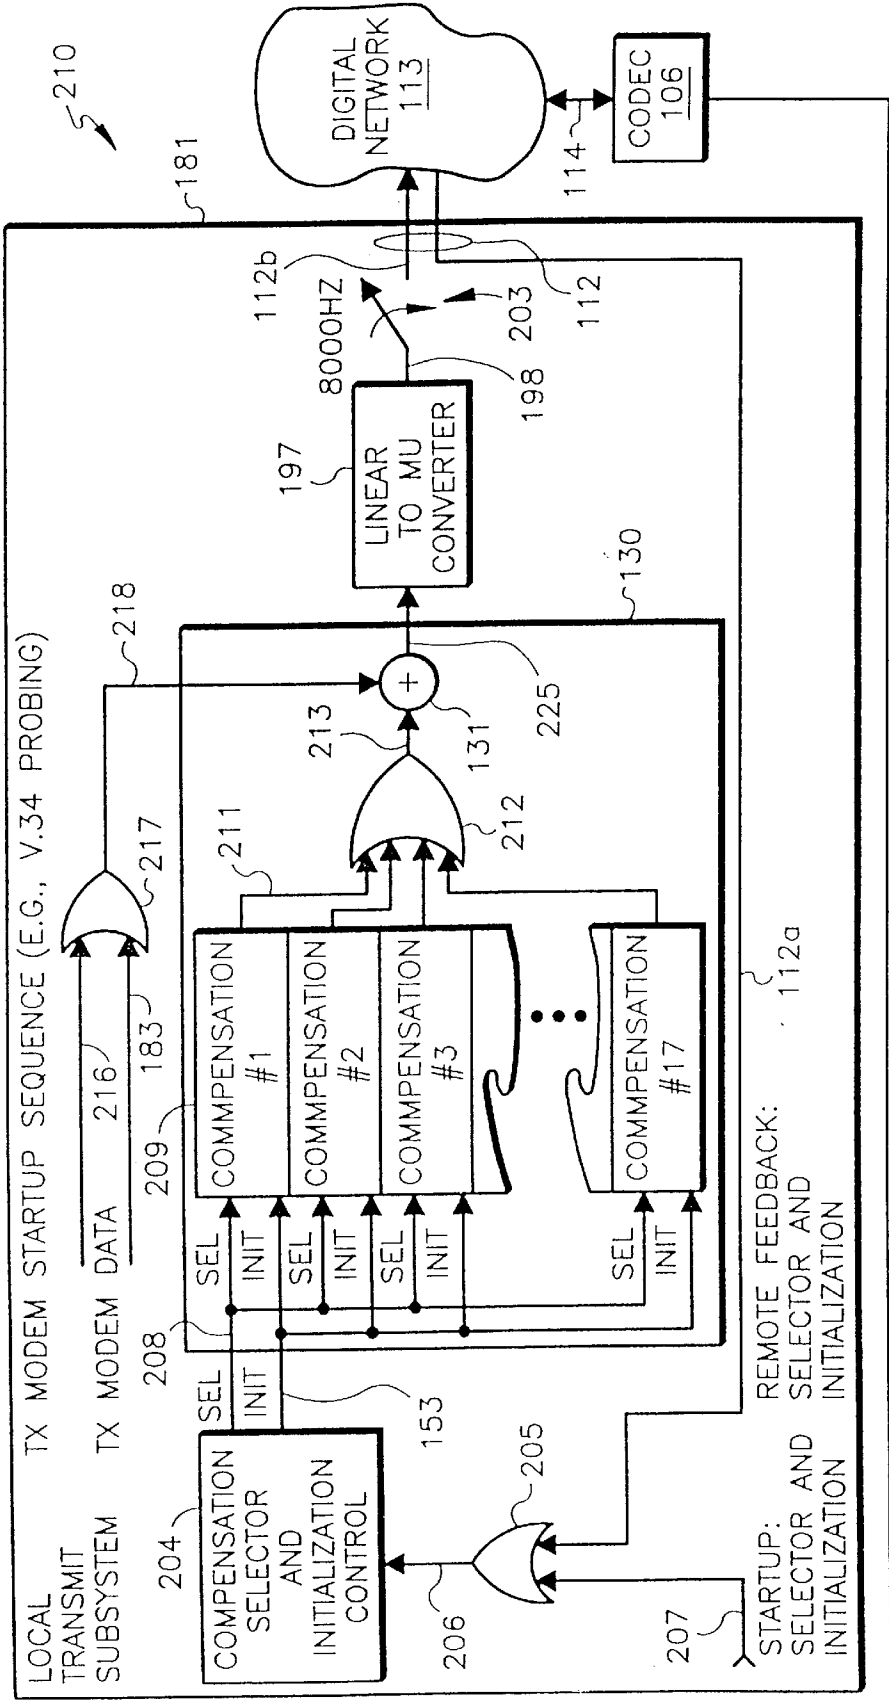 210
LOCAL
TRANSMIT
SUBSYSTEM
TX MODEM STARTUP SEQUENCE (E.G., V.34 PROBING)
TX MODEM DATA
216
183
217
218
181
204
COMPENSATION
SELECTOR
AND
INITIALIZATION
CONTROL
SEL
INIT
208
153
209
SEL
INIT
SEL
INIT
SEL
INIT
SEL
INIT
COMMPENSATION
#1
COMMPENSATION
#2
COMMPENSATION
#3
COMMPENSATION
#17
211
212
213
131
225
130
197
LINEAR
TO MU
CONVERTER
8000HZ
198
203
112b
112
DIGITAL
NETWORK
113
114
CODEC
106
206
205
207
STARTUP:
SELECTOR AND
INITIALIZATION
REMOTE FEEDBACK:
SELECTOR AND
INITIALIZATION
112a